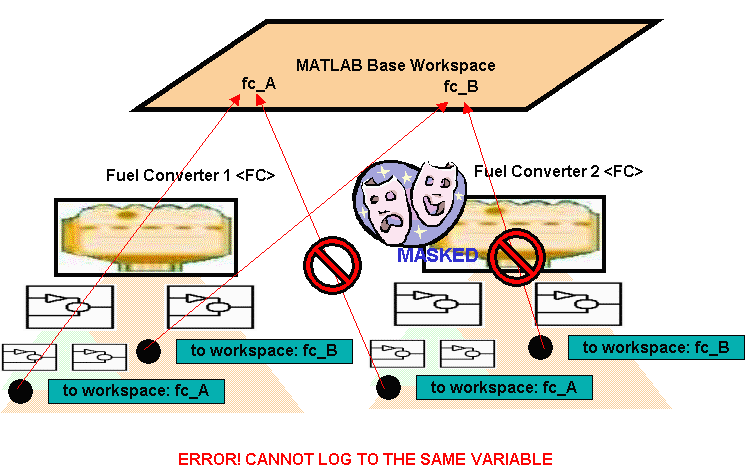 MATLAB Base Workspace
fc_A
fc_B
Fuel Converter 1 <FC>
Fuel Converter 2 <FC>
MASKED
to workspace: fc_B
to workspace: fc_B
to workspace: fc_A
to workspace: fc_A
ERROR! CANNOT LOG TO THE SAME VARIABLE